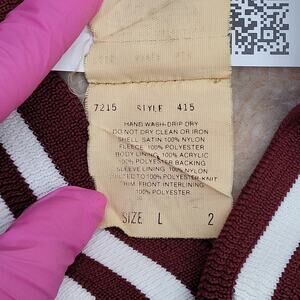 7215 STYLE 415
HAND WASH-DRIP DRY
DO NOT DRY CLEAN OR IRON
SHELL SATIN 100% NYLON
FLEECE 100% POLYESTER
BODY LINING 100% ACRYLIC
100% POLYESTER BACKING
SLEEVE LINING 100% NYLON
100% POLYESTER KNIT
TRIM, FRONT INTERLINING
100% POLYESTER
SIZE L 2